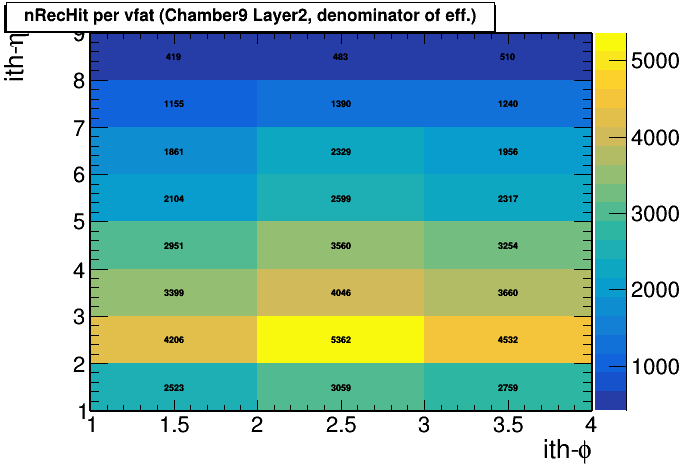 nRecHit per vfat (Chamber9 Layer2, denominator of eff.)
ith-η
9
8
7
6
5
4
3
2
1
419 483 510
1155 1390 1240
1861 2329 1956
2104 2599 2317
2951 3560 3254
3399 4046 3660
4206 5362 4532
2523 3059 2759
1 1.5 2 2.5 3 3.5 4
ith-ϕ
5000
4000
3000
2000
1000